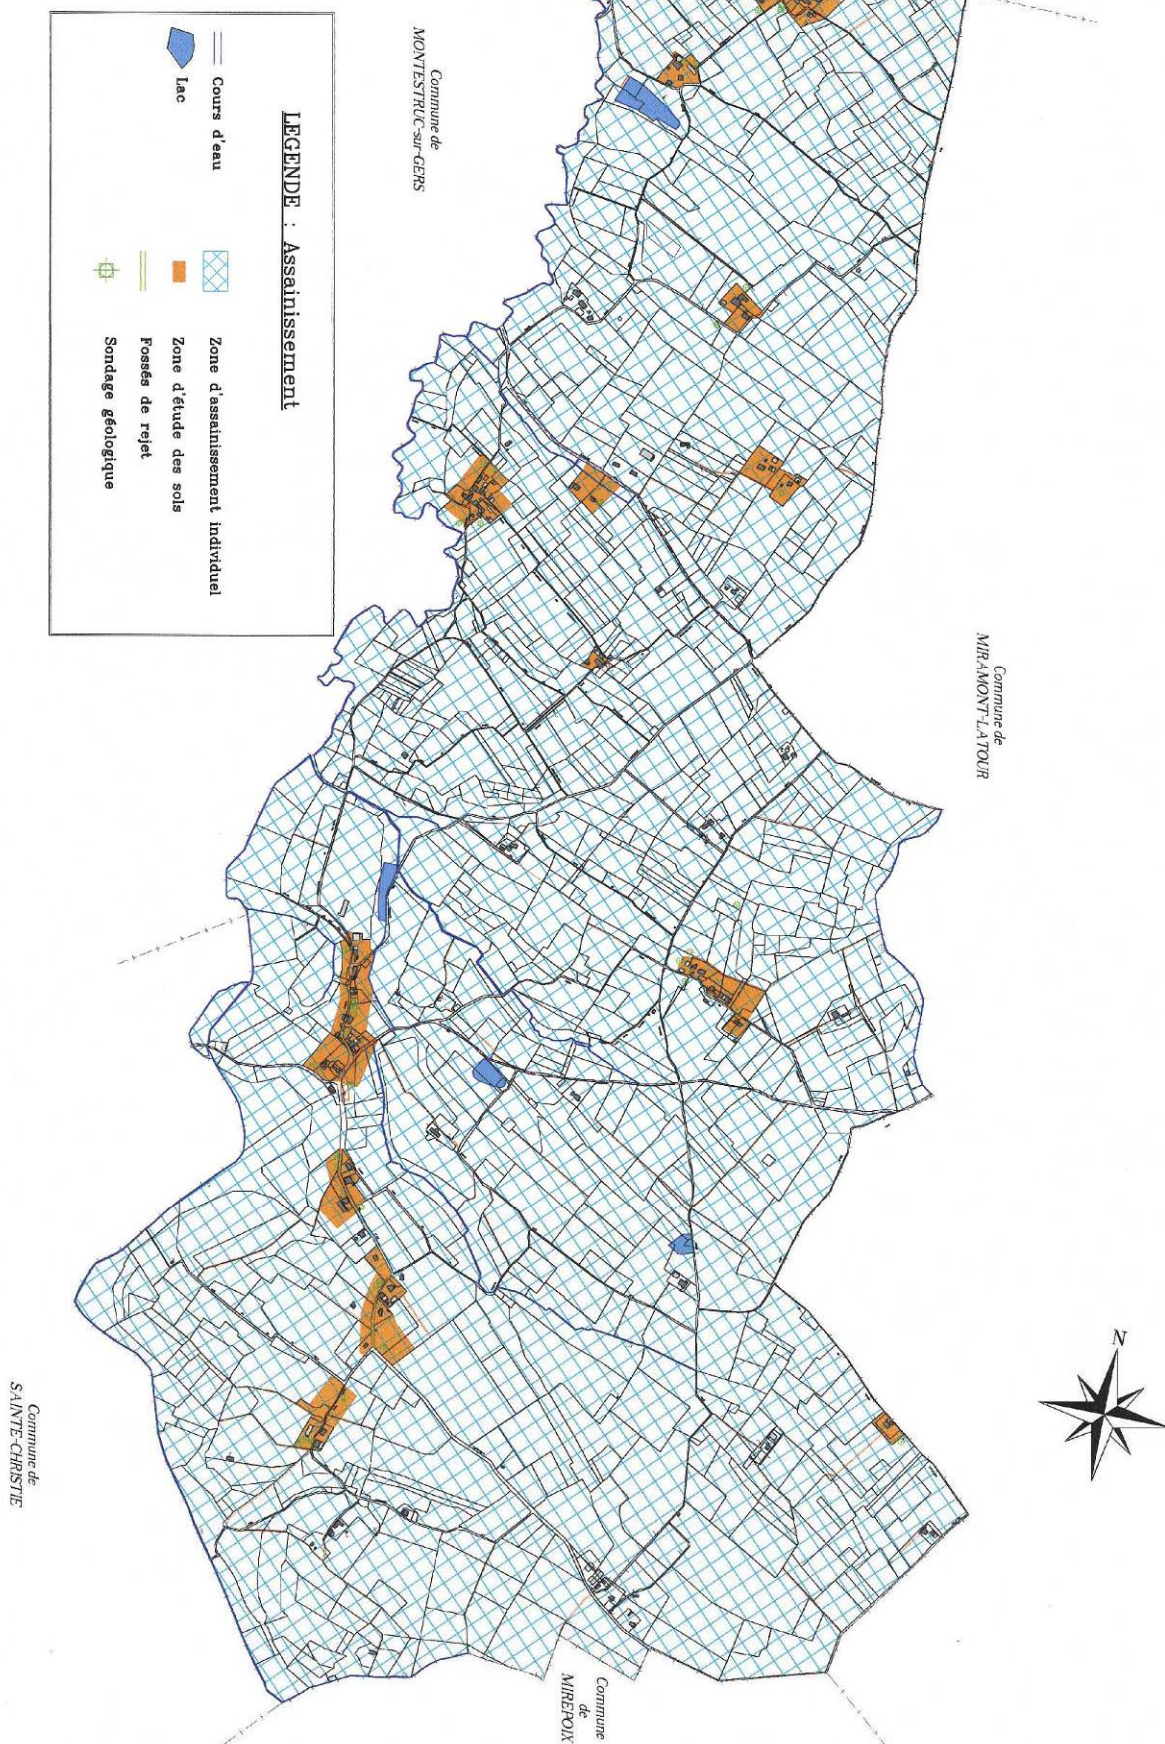 Commune de
MONTESTRUC-sur-GERS
LEGENDE : Assainissement
Cours d'eau
Lac
Zone d'assainissement individuel
Zone d'étude des sols
Fossés de rejet
Sondage géologique
Commune de
MIRAMONT-LATOUR
N
Commune de
SAINTE-CHRISTIE
Commune
de
MIREPOIX